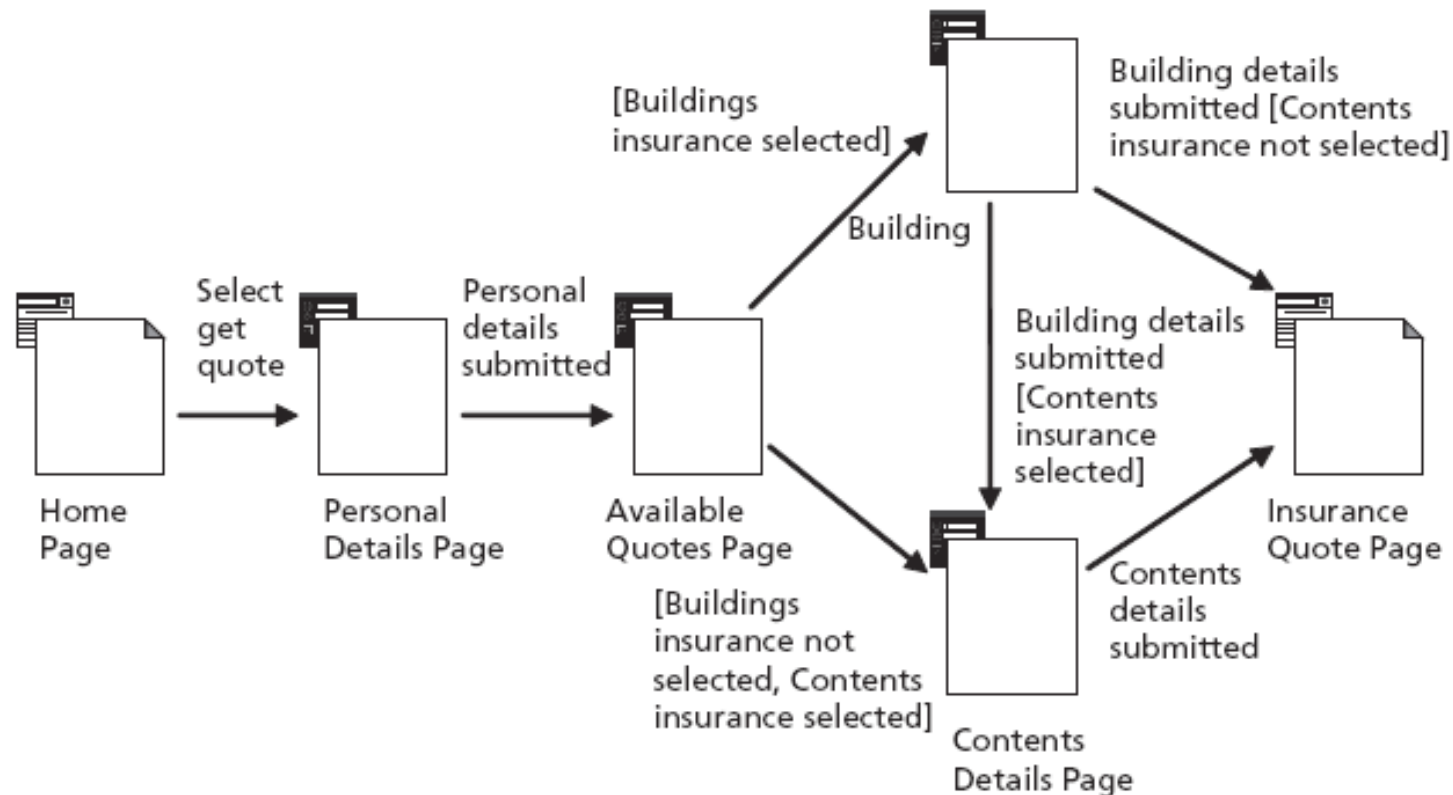 [Buildings
insurance selected]
Building details
submitted [Contents
insurance not selected]
Building
Select
get
quote
Personal
details
submitted
Building details
submitted
[Contents
insurance
selected]
Home
Page
Personal
Details Page
Available
Quotes Page
Insurance
Quote Page
[Buildings
insurance not
selected, Contents
insurance selected]
Contents
details
submitted
Contents
Details Page